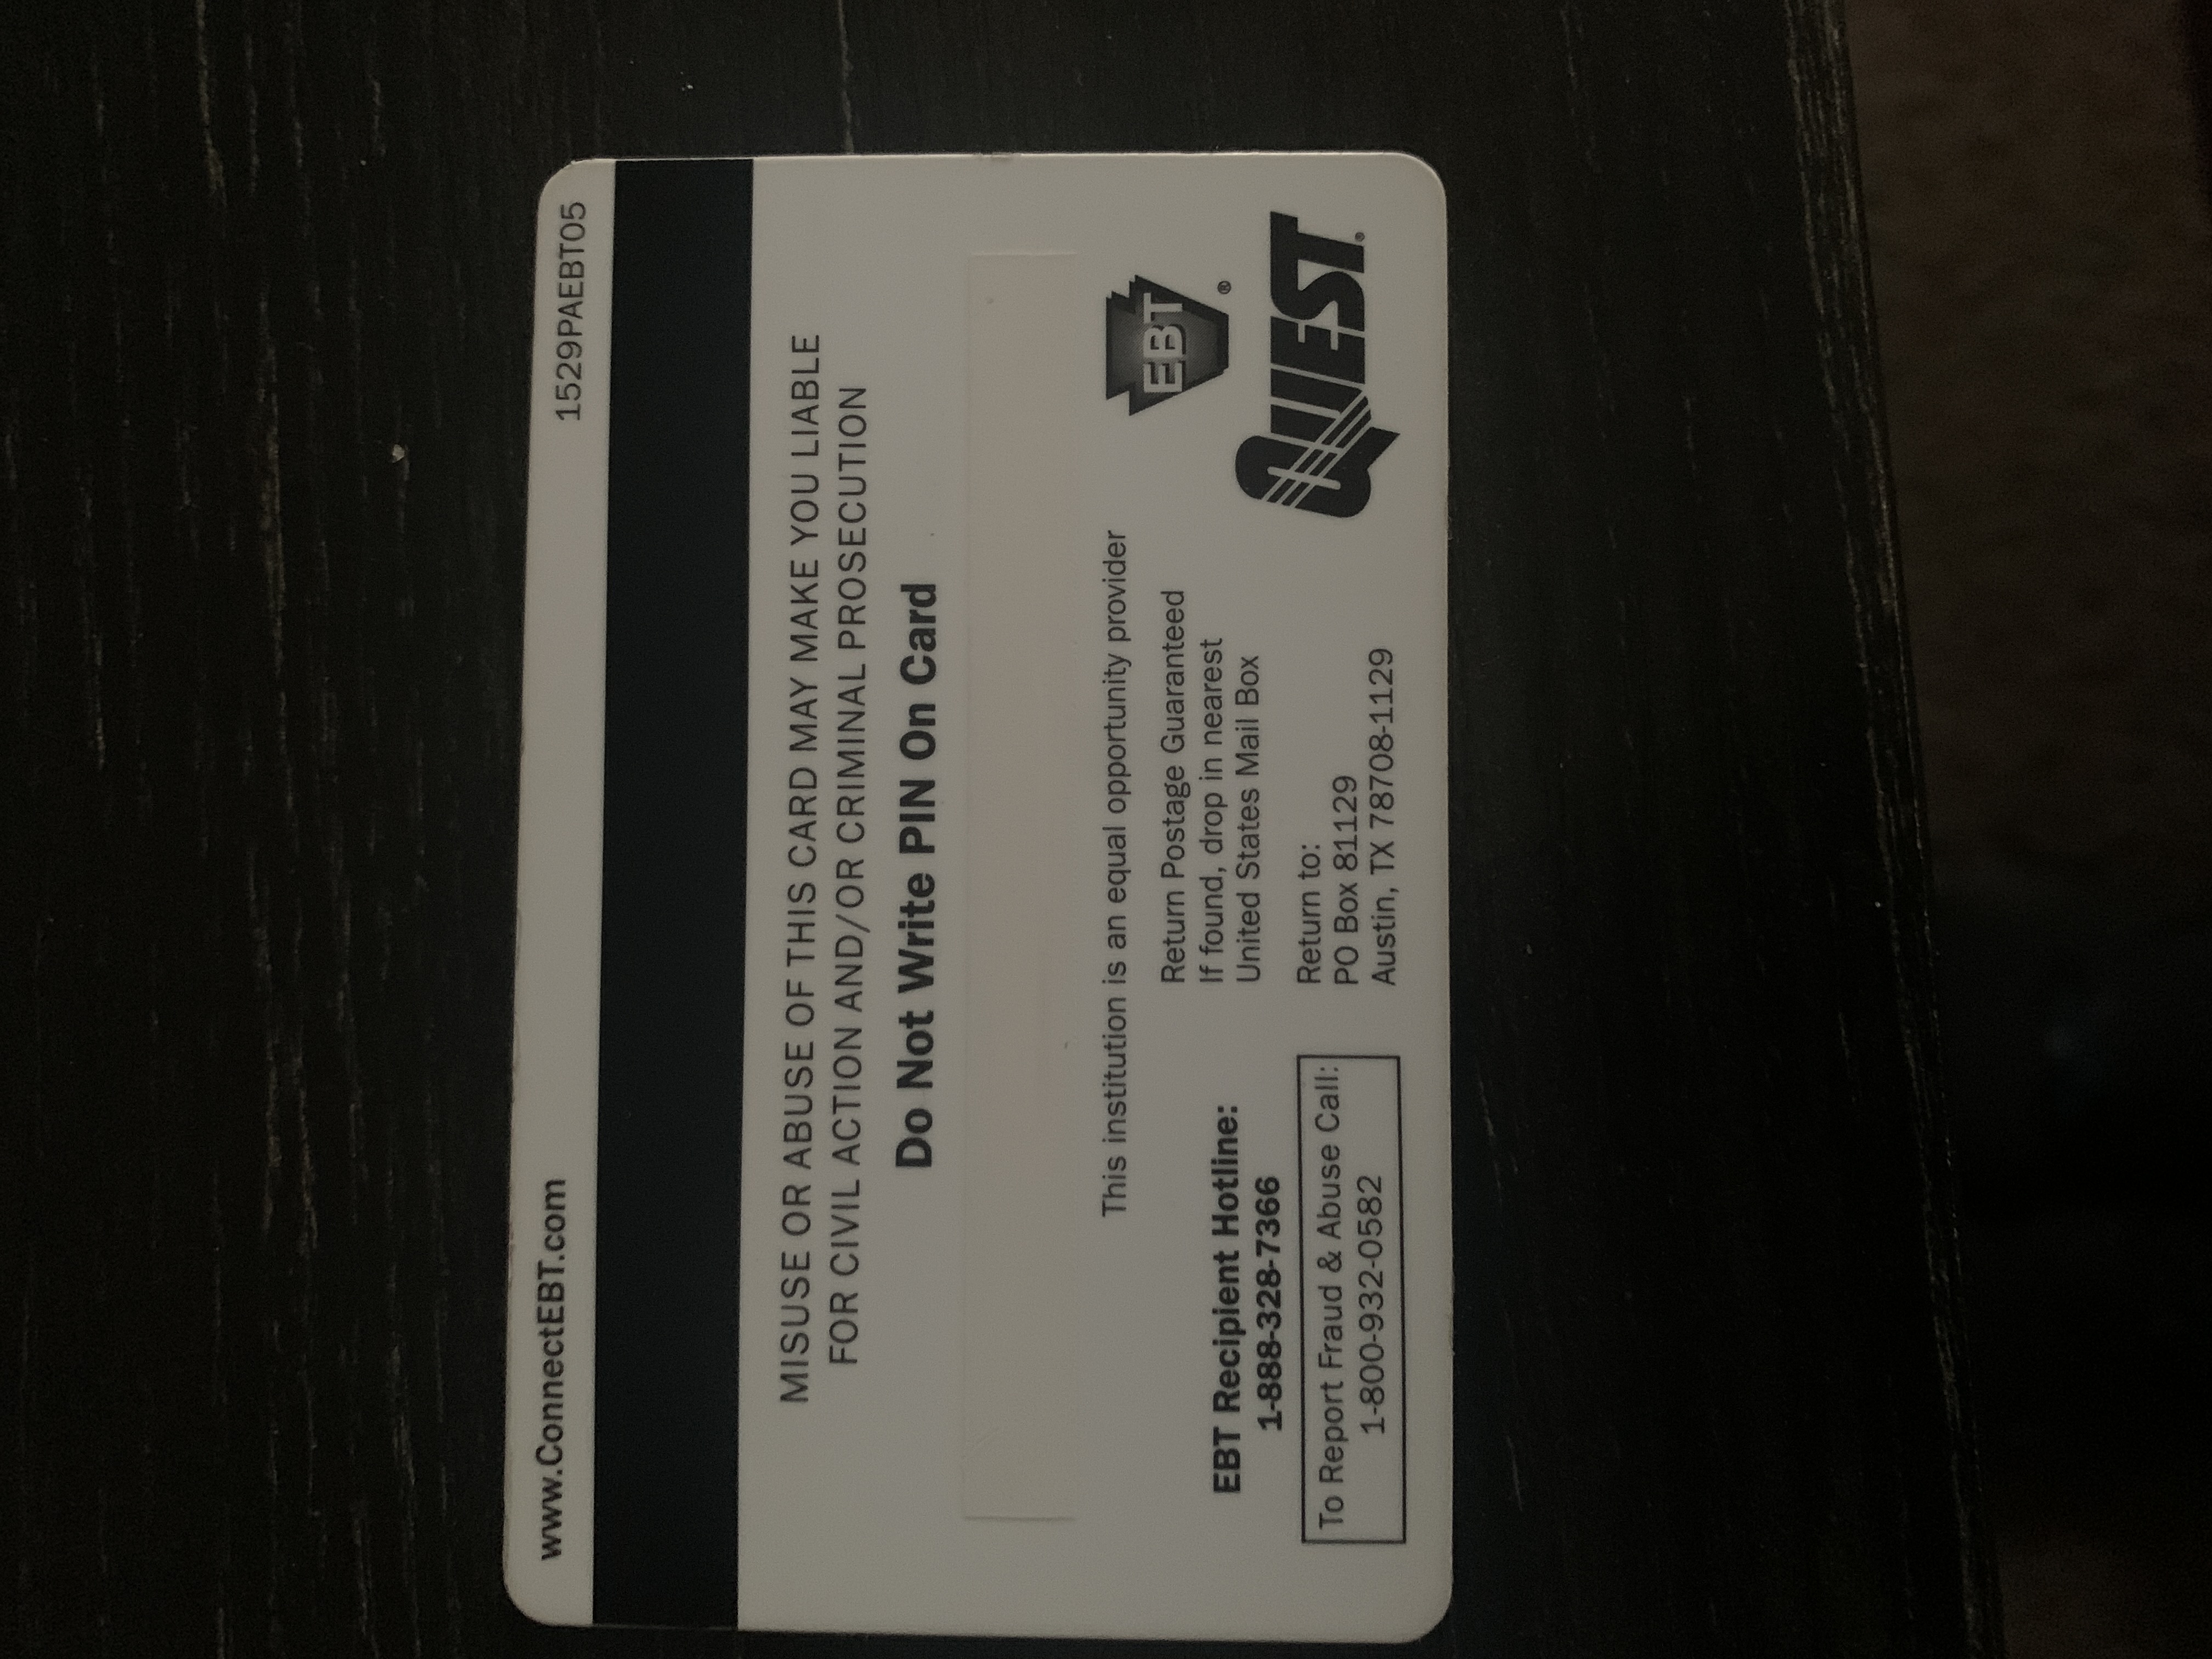 www.ConnectEBT.com
1529PAEBT05
MISUSE OR ABUSE OF THIS CARD MAY MAKE YOU LIABLE
FOR CIVIL ACTION AND/OR CRIMINAL PROSECUTION
Do Not Write PIN On Card
This institution is an equal opportunity provider
EBT Recipient Hotline:
1-888-328-7366
To Report Fraud & Abuse Call:
1-800-932-0582
Return Postage Guaranteed
If found, drop in nearest
United States Mail Box
Return to:
PO Box 81129
Austin, TX 78708-1129
EBT®
QUEST®